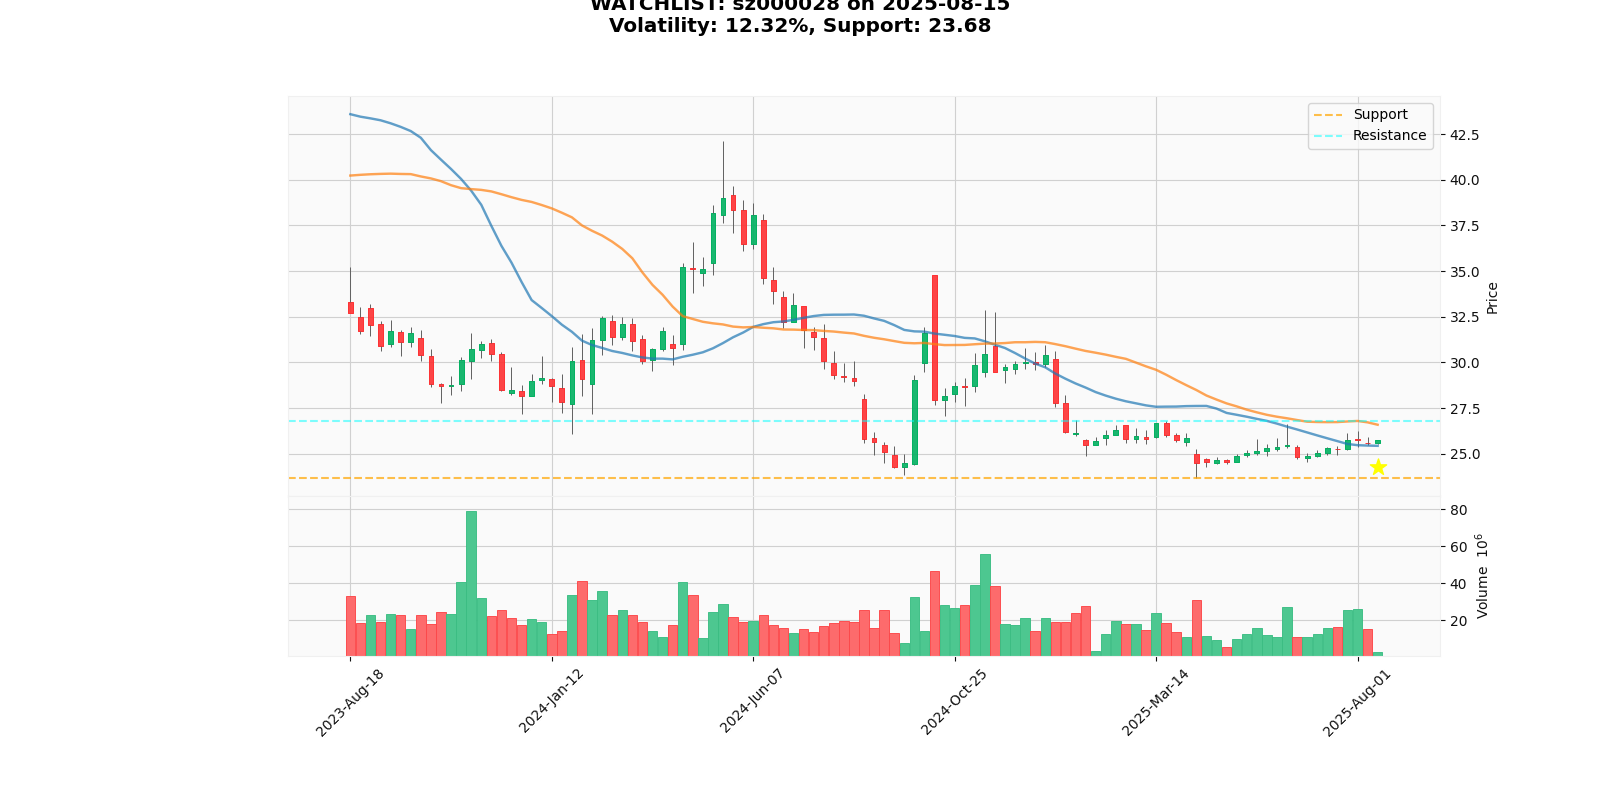 WATCHLIST: sz000028 on 2025-08-15
Volatility: 12.32%, Support: 23.68
Support
Resistance
42.5
40.0
37.5
35.0
32.5
30.0
27.5
25.0
Price
80
60
40
20
Volume 10^6
2023-Aug-18
2024-Jan-12
2024-Jun-07
2024-Oct-25
2025-Mar-14
2025-Aug-01